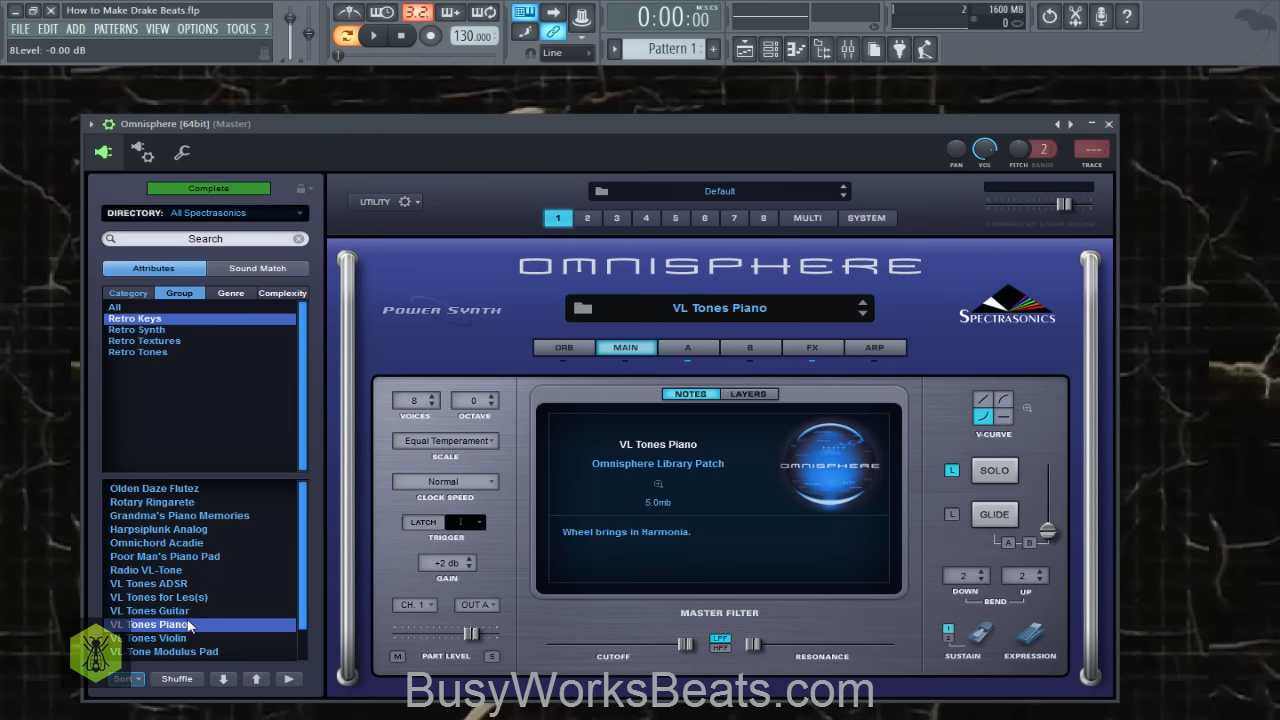 How to Make Drake Beats.flp
FILE EDIT ADD PATTERNS VIEW OPTIONS TOOLS ?
8Level: -0.00 dB
3.2
130.000
Line
0:00:00
M:S:CS
Pattern 1
2
1600 MB
0
Omnisphere [64bit] (Master)
PAN VOL PITCH 2 RANGE --- TRACK
Complete
DIRECTORY: All Spectrasonics
Search
Attributes Sound Match
Category Group Genre Complexity
All
Retro Keys
Retro Synth
Retro Textures
Retro Tones
Olden Daze Flutez
Rotary Ringarete
Grandma's Piano Memories
Harpsiplunk Analog
Omnichord Acadie
Poor Man's Piano Pad
Radio VL-Tone
VL Tones ADSR
VL Tones for Les(s)
VL Tones Guitar
VL Tones Piano
VL Tones Violin
VL Tone Modulus Pad
Sort Shuffle
UTILITY
Default
1 2 3 4 5 6 7 8 MULTI SYSTEM
OMNISPHERE
POWER SYNTH
VL Tones Piano
SPECTRASONICS
ORB MAIN A B FX ARP
8 0
VOICES OCTAVE
Equal Temperament
SCALE
Normal
CLOCK SPEED
LATCH
TRIGGER
+2 db
GAIN
CH. 1 OUT A
M PART LEVEL S
NOTES LAYERS
VL Tones Piano
Omnisphere Library Patch
5.0mb
OMNISPHERE
Wheel brings in Harmonia.
MASTER FILTER
CUTOFF LPF HPF RESONANCE
V-CURVE
L SOLO
L GLIDE
A B
2 2
DOWN UP
BEND
1
2
SUSTAIN EXPRESSION
BusyWorksBeats.com